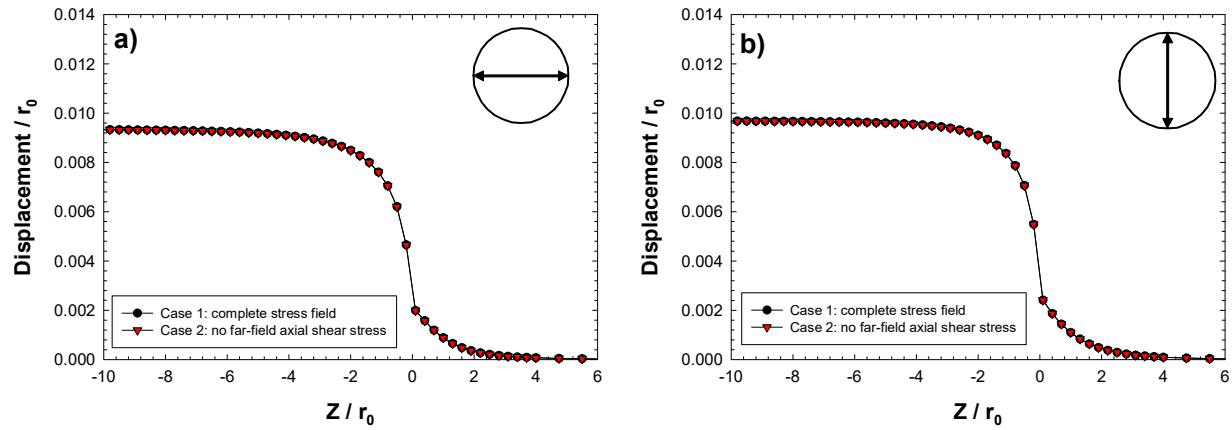 a)
Displacement / r0
0.014
0.012
0.010
0.008
0.006
0.004
0.002
0.000
Case 1: complete stress field
Case 2: no far-field axial shear stress
-10 -8 -6 -4 -2 0 2 4 6
Z / r0
b)
Displacement / r0
0.014
0.012
0.010
0.008
0.006
0.004
0.002
0.000
Case 1: complete stress field
Case 2: no far-field axial shear stress
-10 -8 -6 -4 -2 0 2 4 6
Z / r0